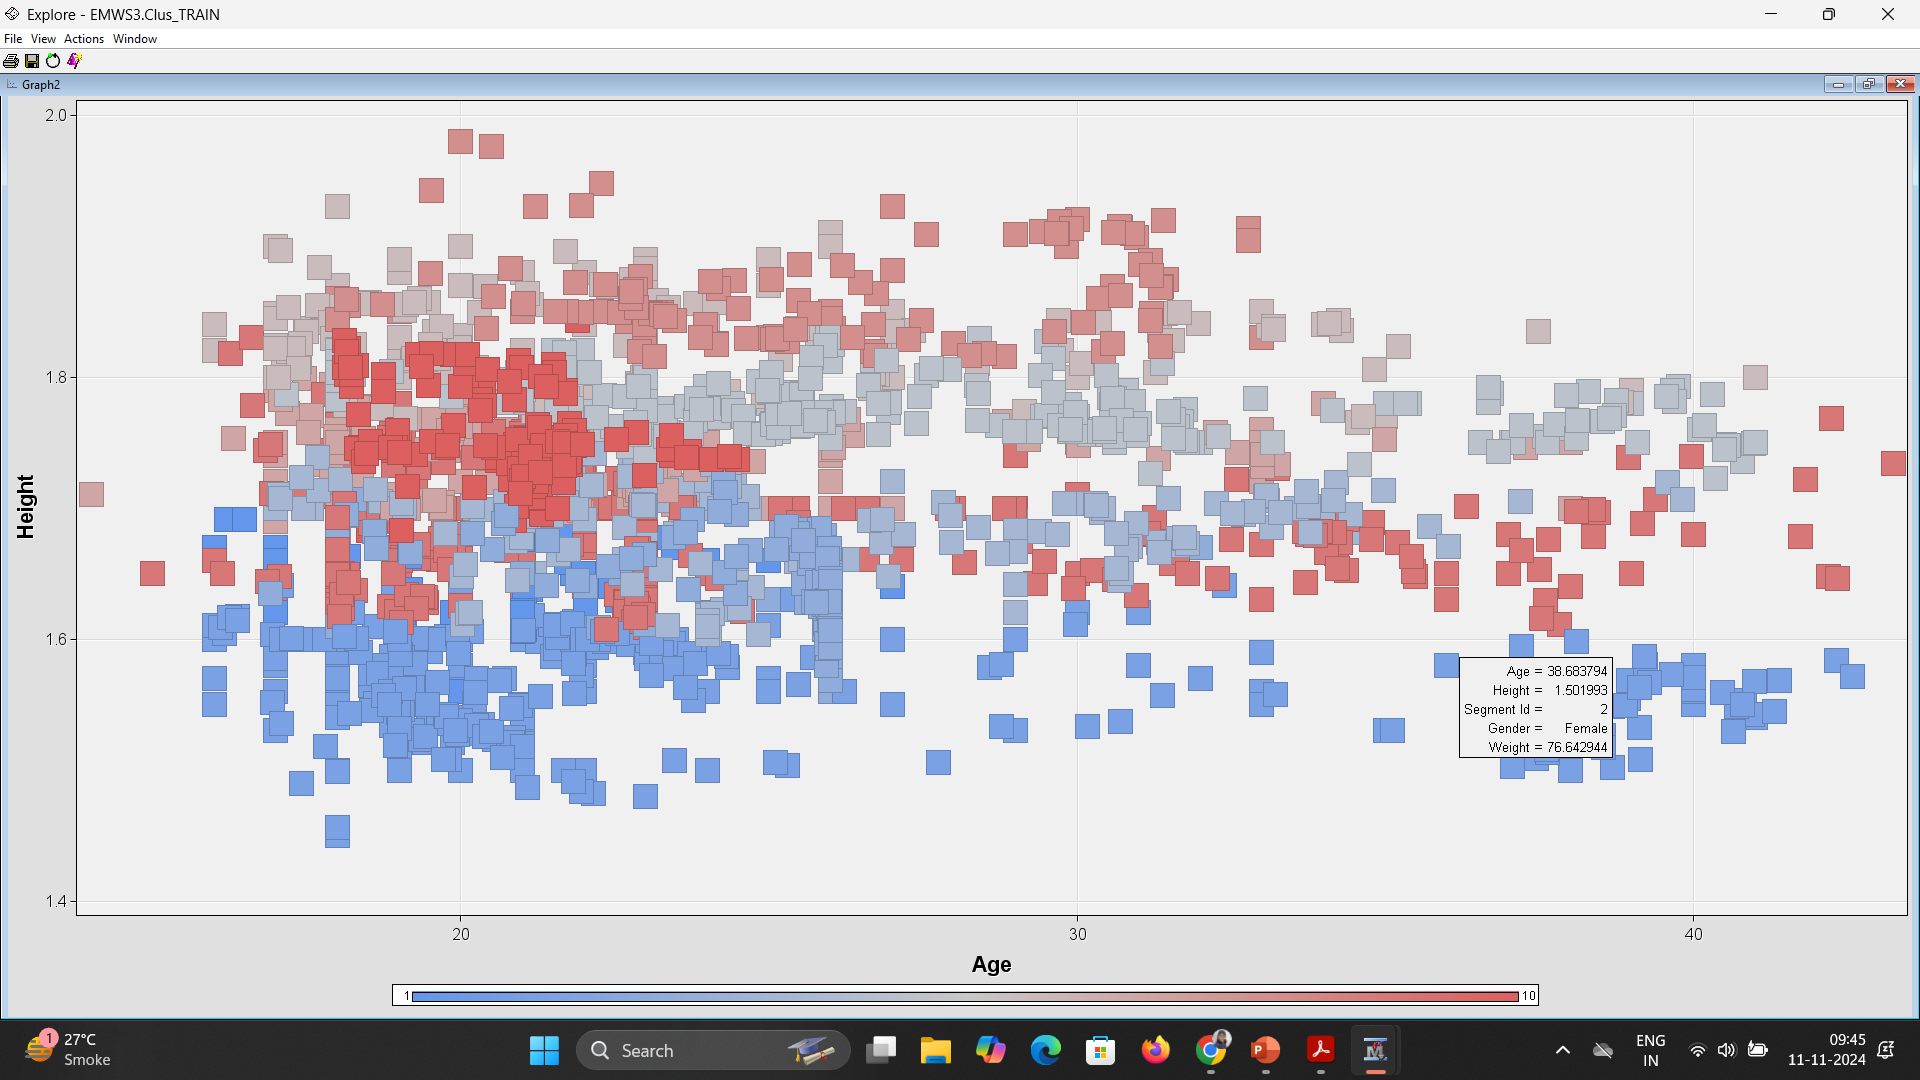 Explore - EMWS3.Clus_TRAIN
File View Actions Window
Graph2
2.0
1.8
1.6
1.4
Height
Age = 38.683794
Height = 1.501993
Segment Id = 2
Gender = Female
Weight = 76.642944
20 30 40
Age
1 10
1
27°C
Smoke
Search
ENG
IN
09:45
11-11-2024